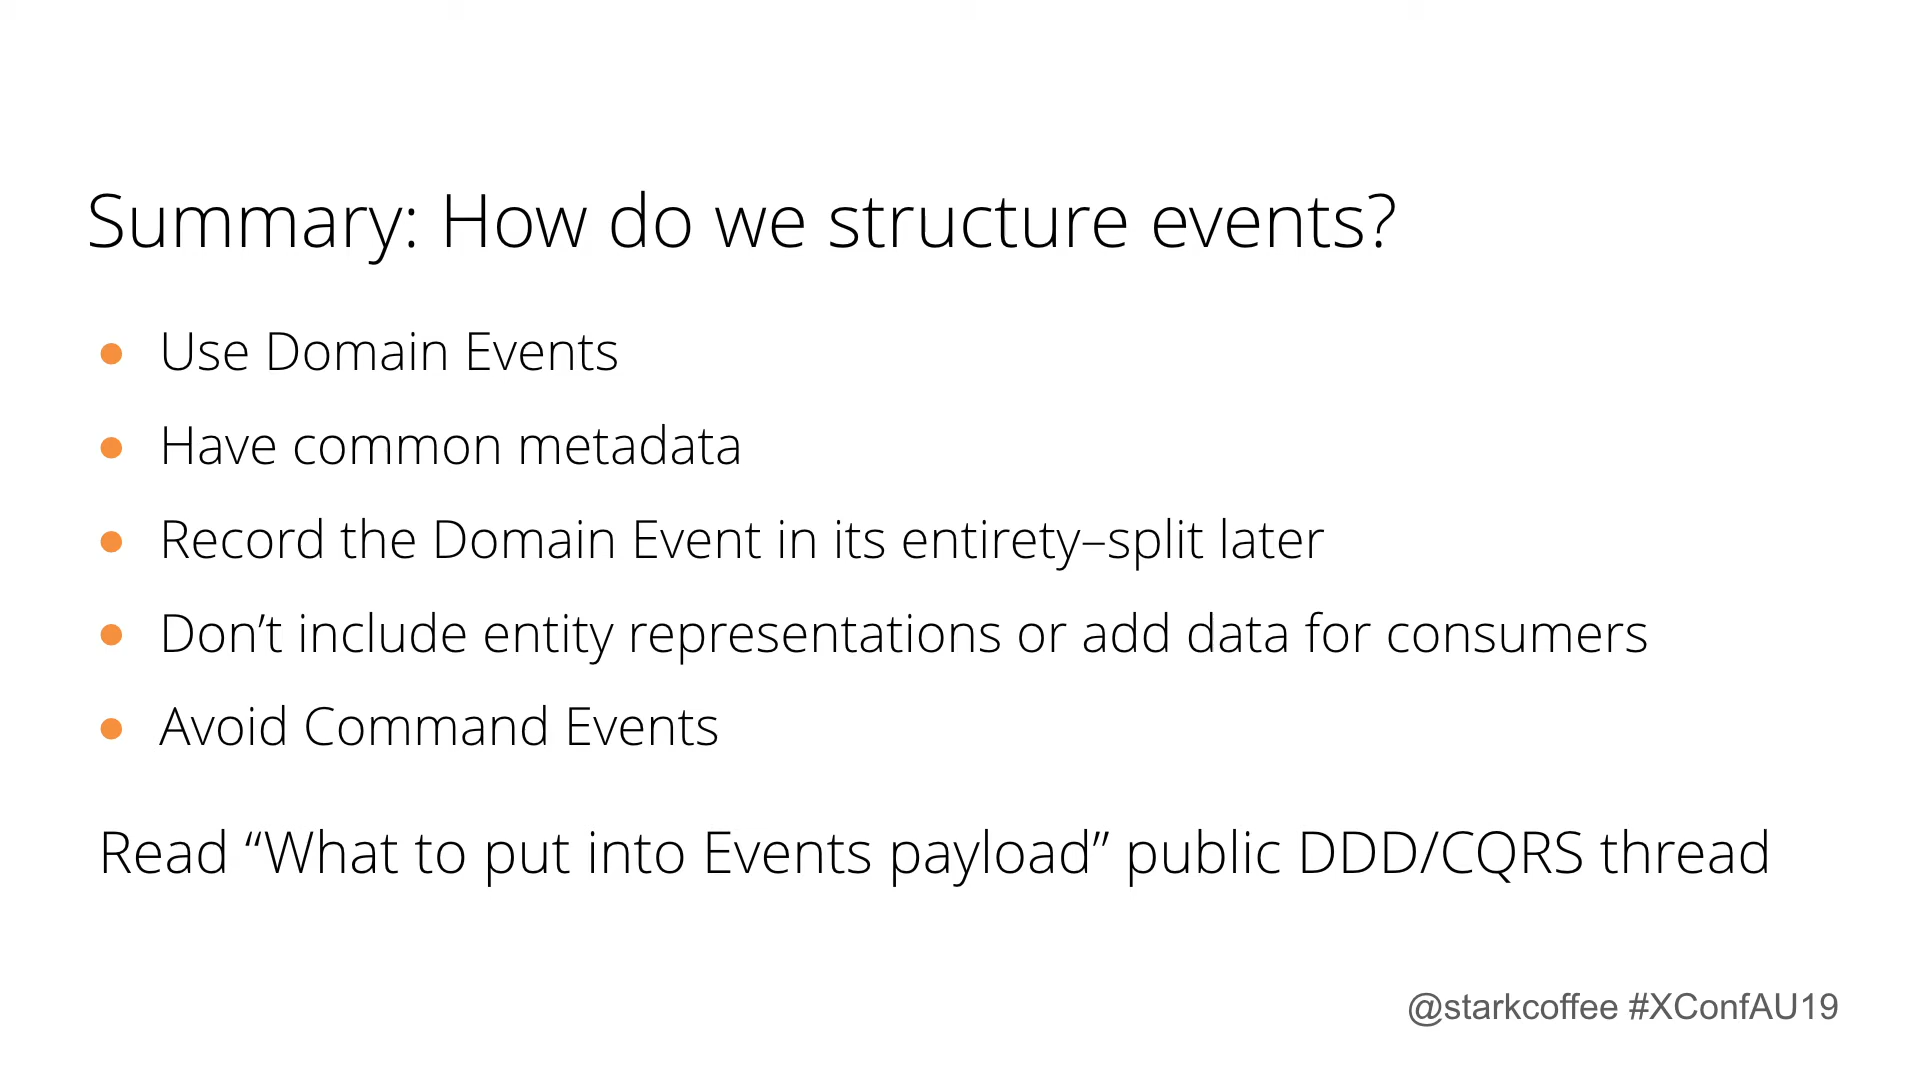 Summary: How do we structure events?
● Use Domain Events
● Have common metadata
● Record the Domain Event in its entirety–split later
● Don’t include entity representations or add data for consumers
● Avoid Command Events
Read “What to put into Events payload” public DDD/CQRS thread
@starkcoffee #XConfAU19